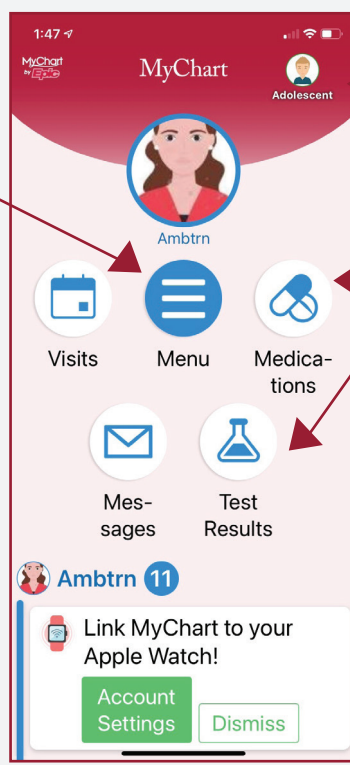 1:47
MyChart
by Epic
MyChart
Adolescent
Ambtrn
Visits
Menu
Medica-
tions
Mes-
sages
Test
Results
Ambtrn 11
Link MyChart to your
Apple Watch!
Account
Settings
Dismiss